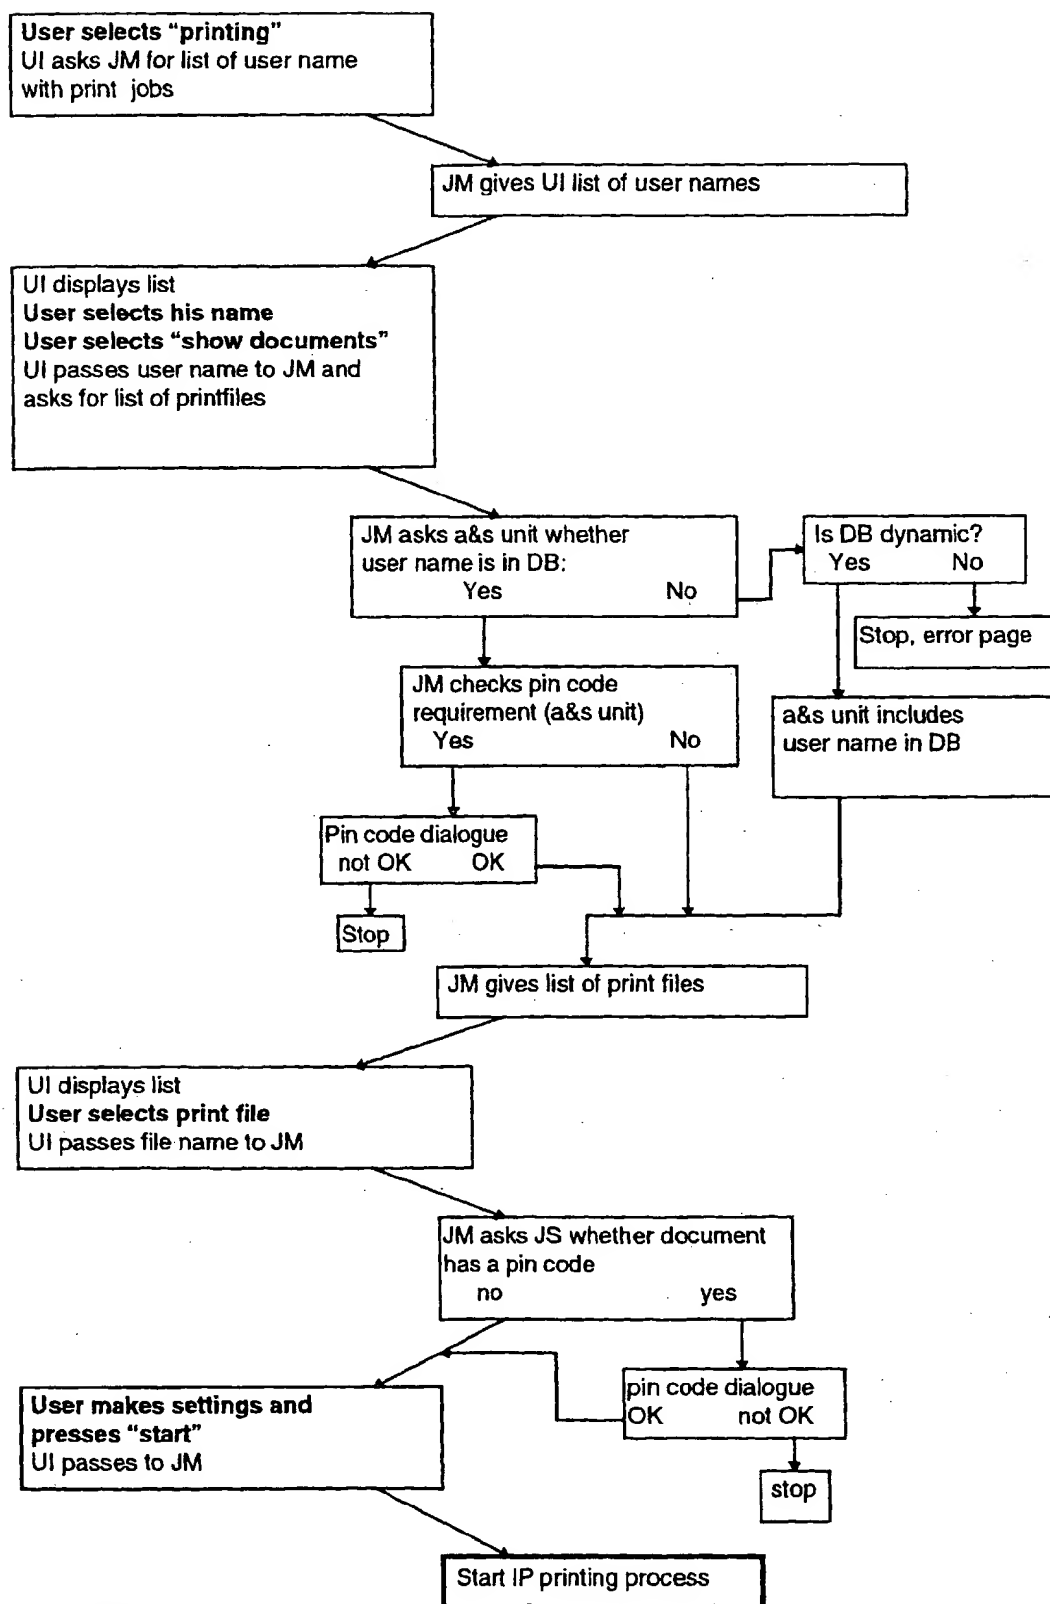 User selects “printing”
UI asks JM for list of user name
with print jobs
JM gives UI list of user names
UI displays list
User selects his name
User selects “show documents”
UI passes user name to JM and
asks for list of printfiles
JM asks a&s unit whether
user name is in DB:
Yes No
Is DB dynamic?
Yes No
Stop, error page
JM checks pin code
requirement (a&s unit)
Yes No
a&s unit includes
user name in DB
Pin code dialogue
not OK OK
Stop
JM gives list of print files
UI displays list
User selects print file
UI passes file name to JM
JM asks JS whether document
has a pin code
no yes
pin code dialogue
OK not OK
User makes settings and
presses “start”
UI passes to JM
stop
Start IP printing process